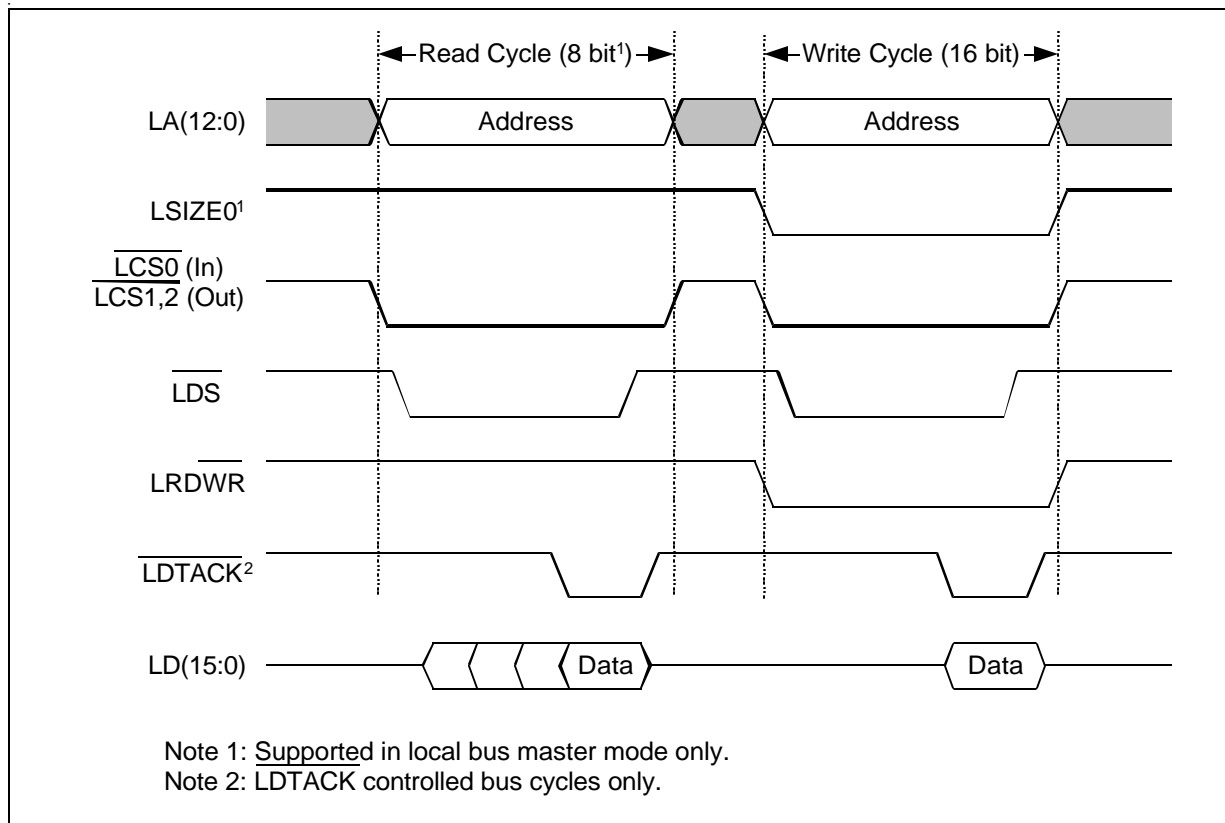 Read Cycle (8 bit¹) Write Cycle (16 bit)
LA(12:0) Address Address
LSIZE0¹
LCS0 (In)
LCS1,2 (Out)
LDS
LRDWR
LDTACK²
LD(15:0) Data Data
Note 1: Supported in local bus master mode only.
Note 2: LDTACK controlled bus cycles only.